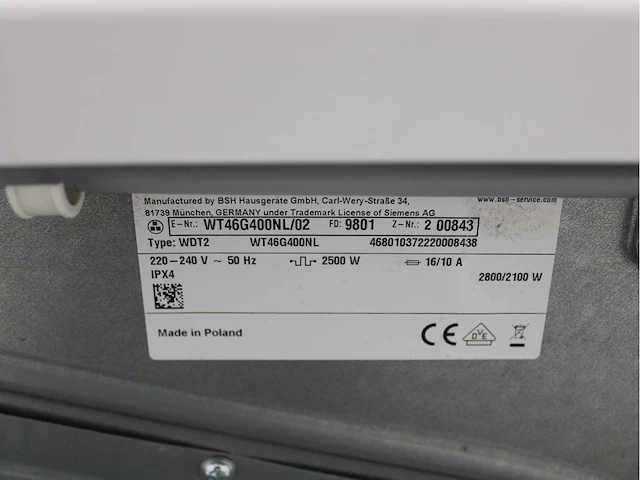 Manufactured by BSH Hausgeräte GmbH, Carl-Wery-Straße 34,
81739 München, GERMANY under Trademark License of Siemens AG
www.bsh-service.com
E-Nr.: WT46G400NL/02 FD: 9801 Z-Nr.: 2 00843
Type: WDT2 WT46G400NL 468010372220008438
220-240 V ~ 50 Hz 2500 W 16/10 A
IPX4 2800/2100 W
Made in Poland CE DVE